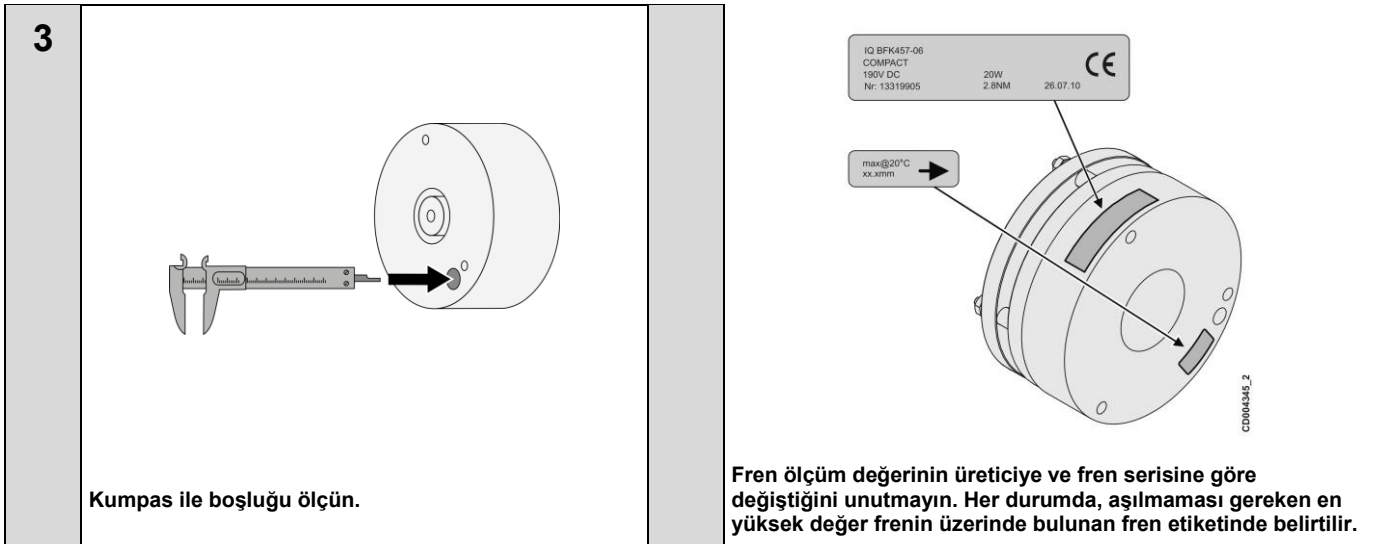 3
Kumpas ile boşluğu ölçün.
IQ BFK457-06
COMPACT
190V DC 20W
Nr: 13319905 2.8NM 26.07.10
CE
max@20°C
xx.xmm
CD004345_2
Fren ölçüm değerinin üreticiye ve fren serisine göre
değiştiğini unutmayın. Her durumda, aşılmaması gereken en
yüksek değer frenin üzerinde bulunan fren etiketinde belirtilir.